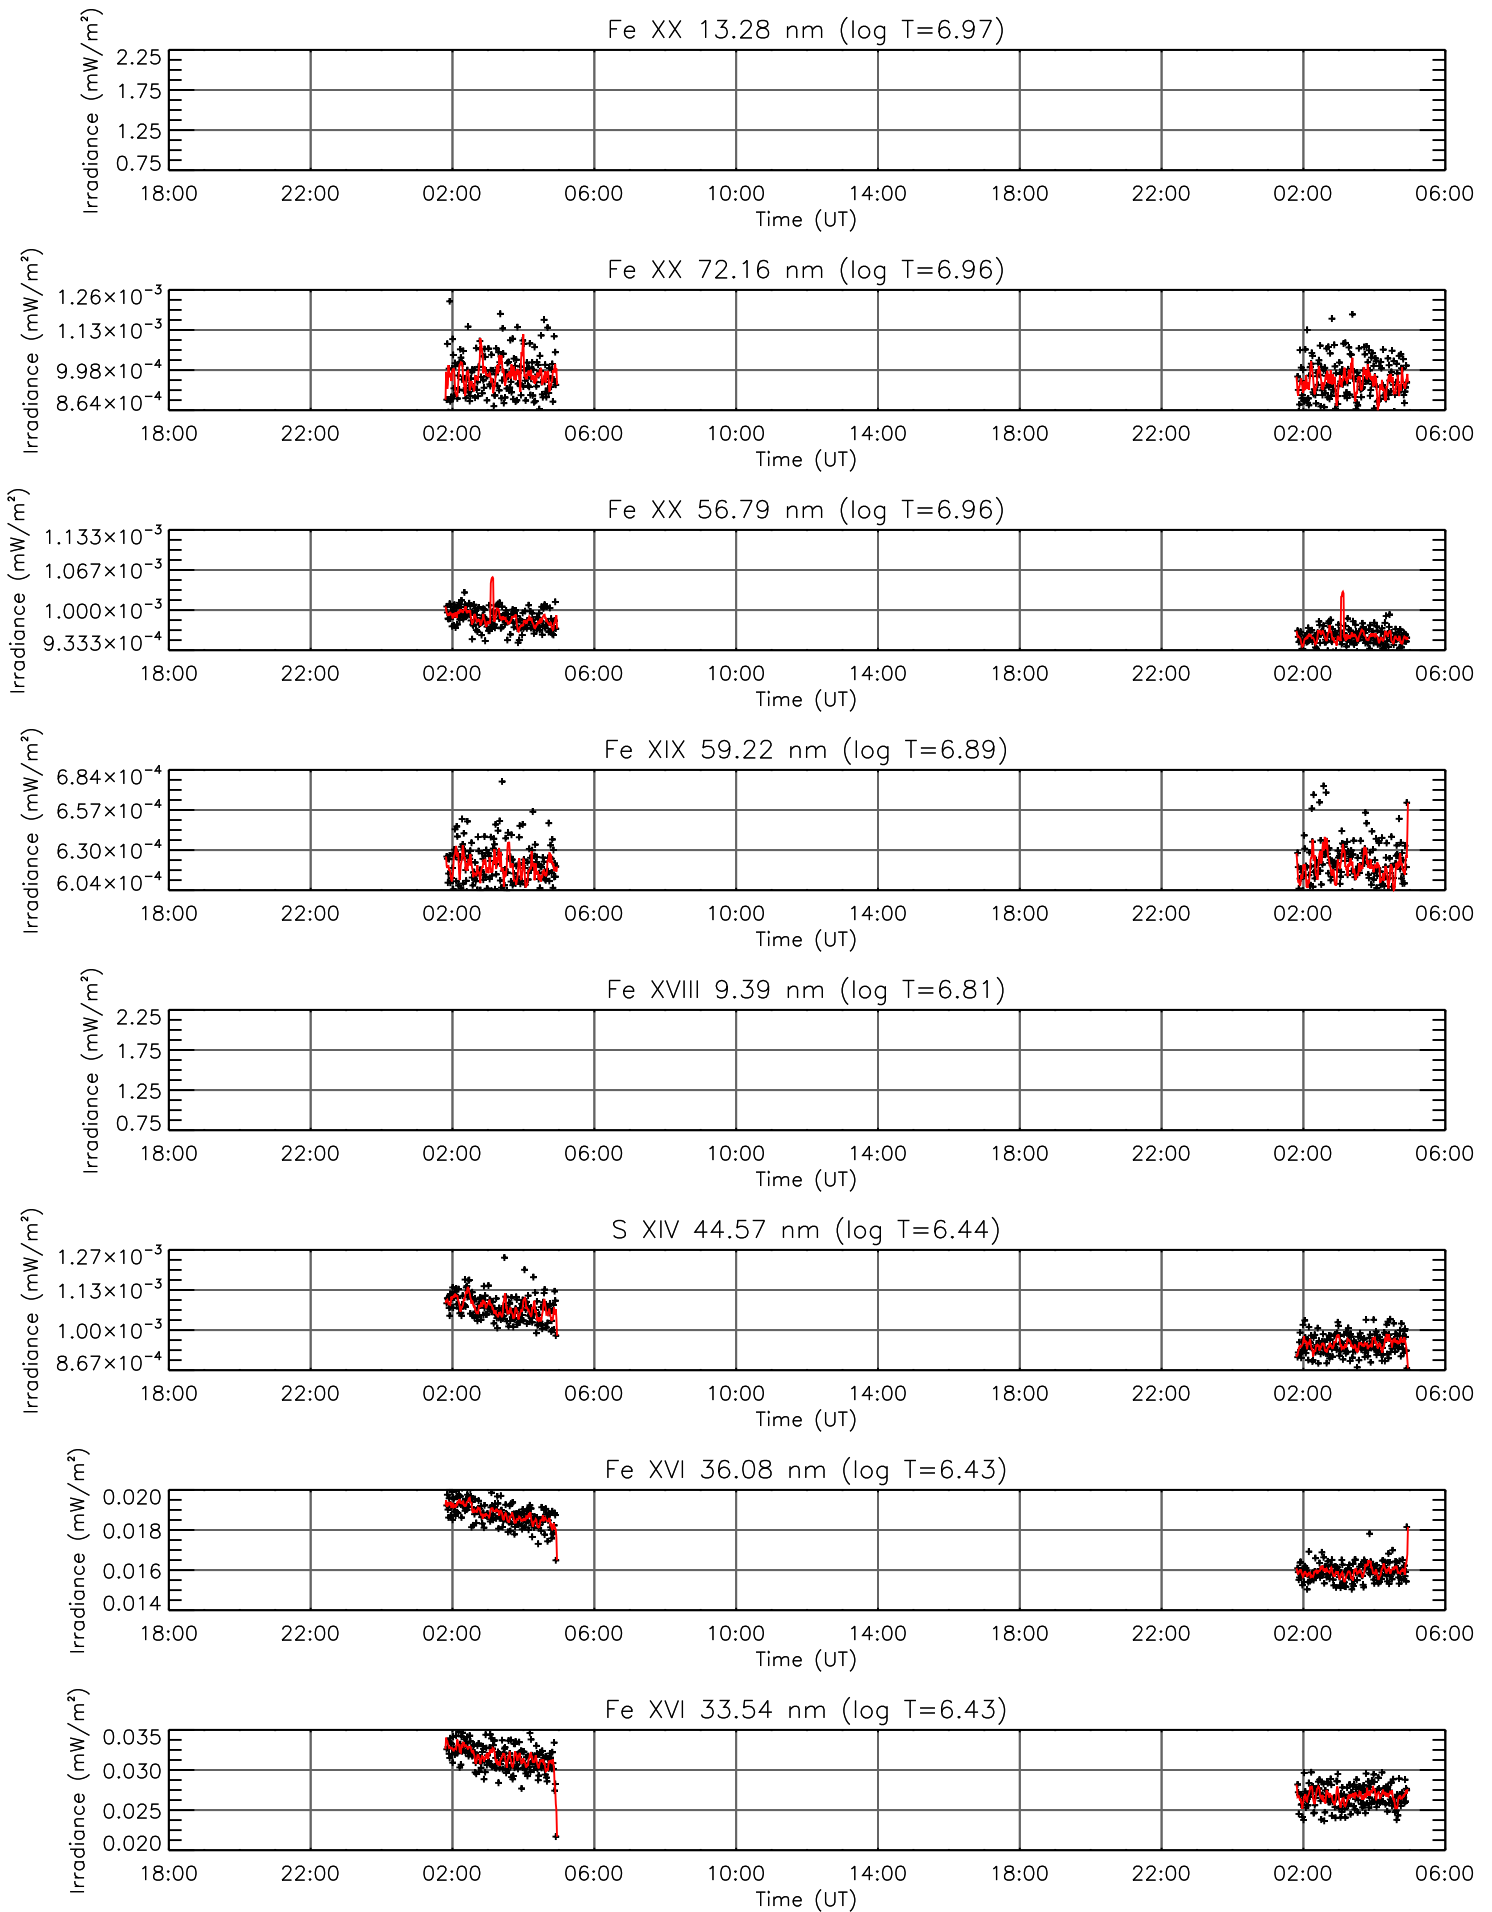 Fe XX 13.28 nm (log T=6.97)
Irradiance (mW/m²)
2.25
1.75
1.25
0.75
18:00 22:00 02:00 06:00 10:00 14:00 18:00 22:00 02:00 06:00
Time (UT)
Fe XX 72.16 nm (log T=6.96)
Irradiance (mW/m²)
1.26×10⁻³
1.13×10⁻³
9.98×10⁻⁴
8.64×10⁻⁴
18:00 22:00 02:00 06:00 10:00 14:00 18:00 22:00 02:00 06:00
Time (UT)
Fe XX 56.79 nm (log T=6.96)
Irradiance (mW/m²)
1.133×10⁻³
1.067×10⁻³
1.000×10⁻³
9.333×10⁻⁴
18:00 22:00 02:00 06:00 10:00 14:00 18:00 22:00 02:00 06:00
Time (UT)
Fe XIX 59.22 nm (log T=6.89)
Irradiance (mW/m²)
6.84×10⁻⁴
6.57×10⁻⁴
6.30×10⁻⁴
6.04×10⁻⁴
18:00 22:00 02:00 06:00 10:00 14:00 18:00 22:00 02:00 06:00
Time (UT)
Fe XVIII 9.39 nm (log T=6.81)
Irradiance (mW/m²)
2.25
1.75
1.25
0.75
18:00 22:00 02:00 06:00 10:00 14:00 18:00 22:00 02:00 06:00
Time (UT)
S XIV 44.57 nm (log T=6.44)
Irradiance (mW/m²)
1.27×10⁻³
1.13×10⁻³
1.00×10⁻³
8.67×10⁻⁴
18:00 22:00 02:00 06:00 10:00 14:00 18:00 22:00 02:00 06:00
Time (UT)
Fe XVI 36.08 nm (log T=6.43)
Irradiance (mW/m²)
0.020
0.018
0.016
0.014
18:00 22:00 02:00 06:00 10:00 14:00 18:00 22:00 02:00 06:00
Time (UT)
Fe XVI 33.54 nm (log T=6.43)
Irradiance (mW/m²)
0.035
0.030
0.025
0.020
18:00 22:00 02:00 06:00 10:00 14:00 18:00 22:00 02:00 06:00
Time (UT)